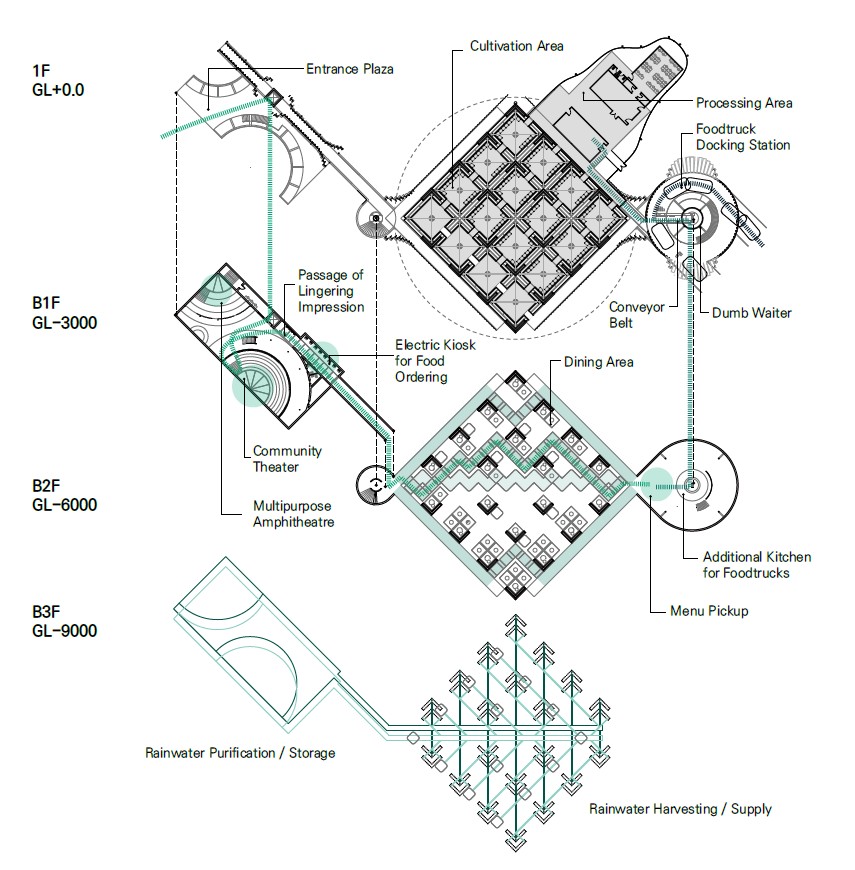 1F
GL+0.0
Entrance Plaza
Cultivation Area
Processing Area
Foodtruck
Docking Station
B1F
GL-3000
Passage of
Lingering
Impression
Conveyor
Belt
Dumb Waiter
Electric Kiosk
for Food
Ordering
Dining Area
Community
Theater
B2F
GL-6000
Multipurpose
Amphitheatre
Additional Kitchen
for Foodtrucks
Menu Pickup
B3F
GL-9000
Rainwater Purification / Storage
Rainwater Harvesting / Supply